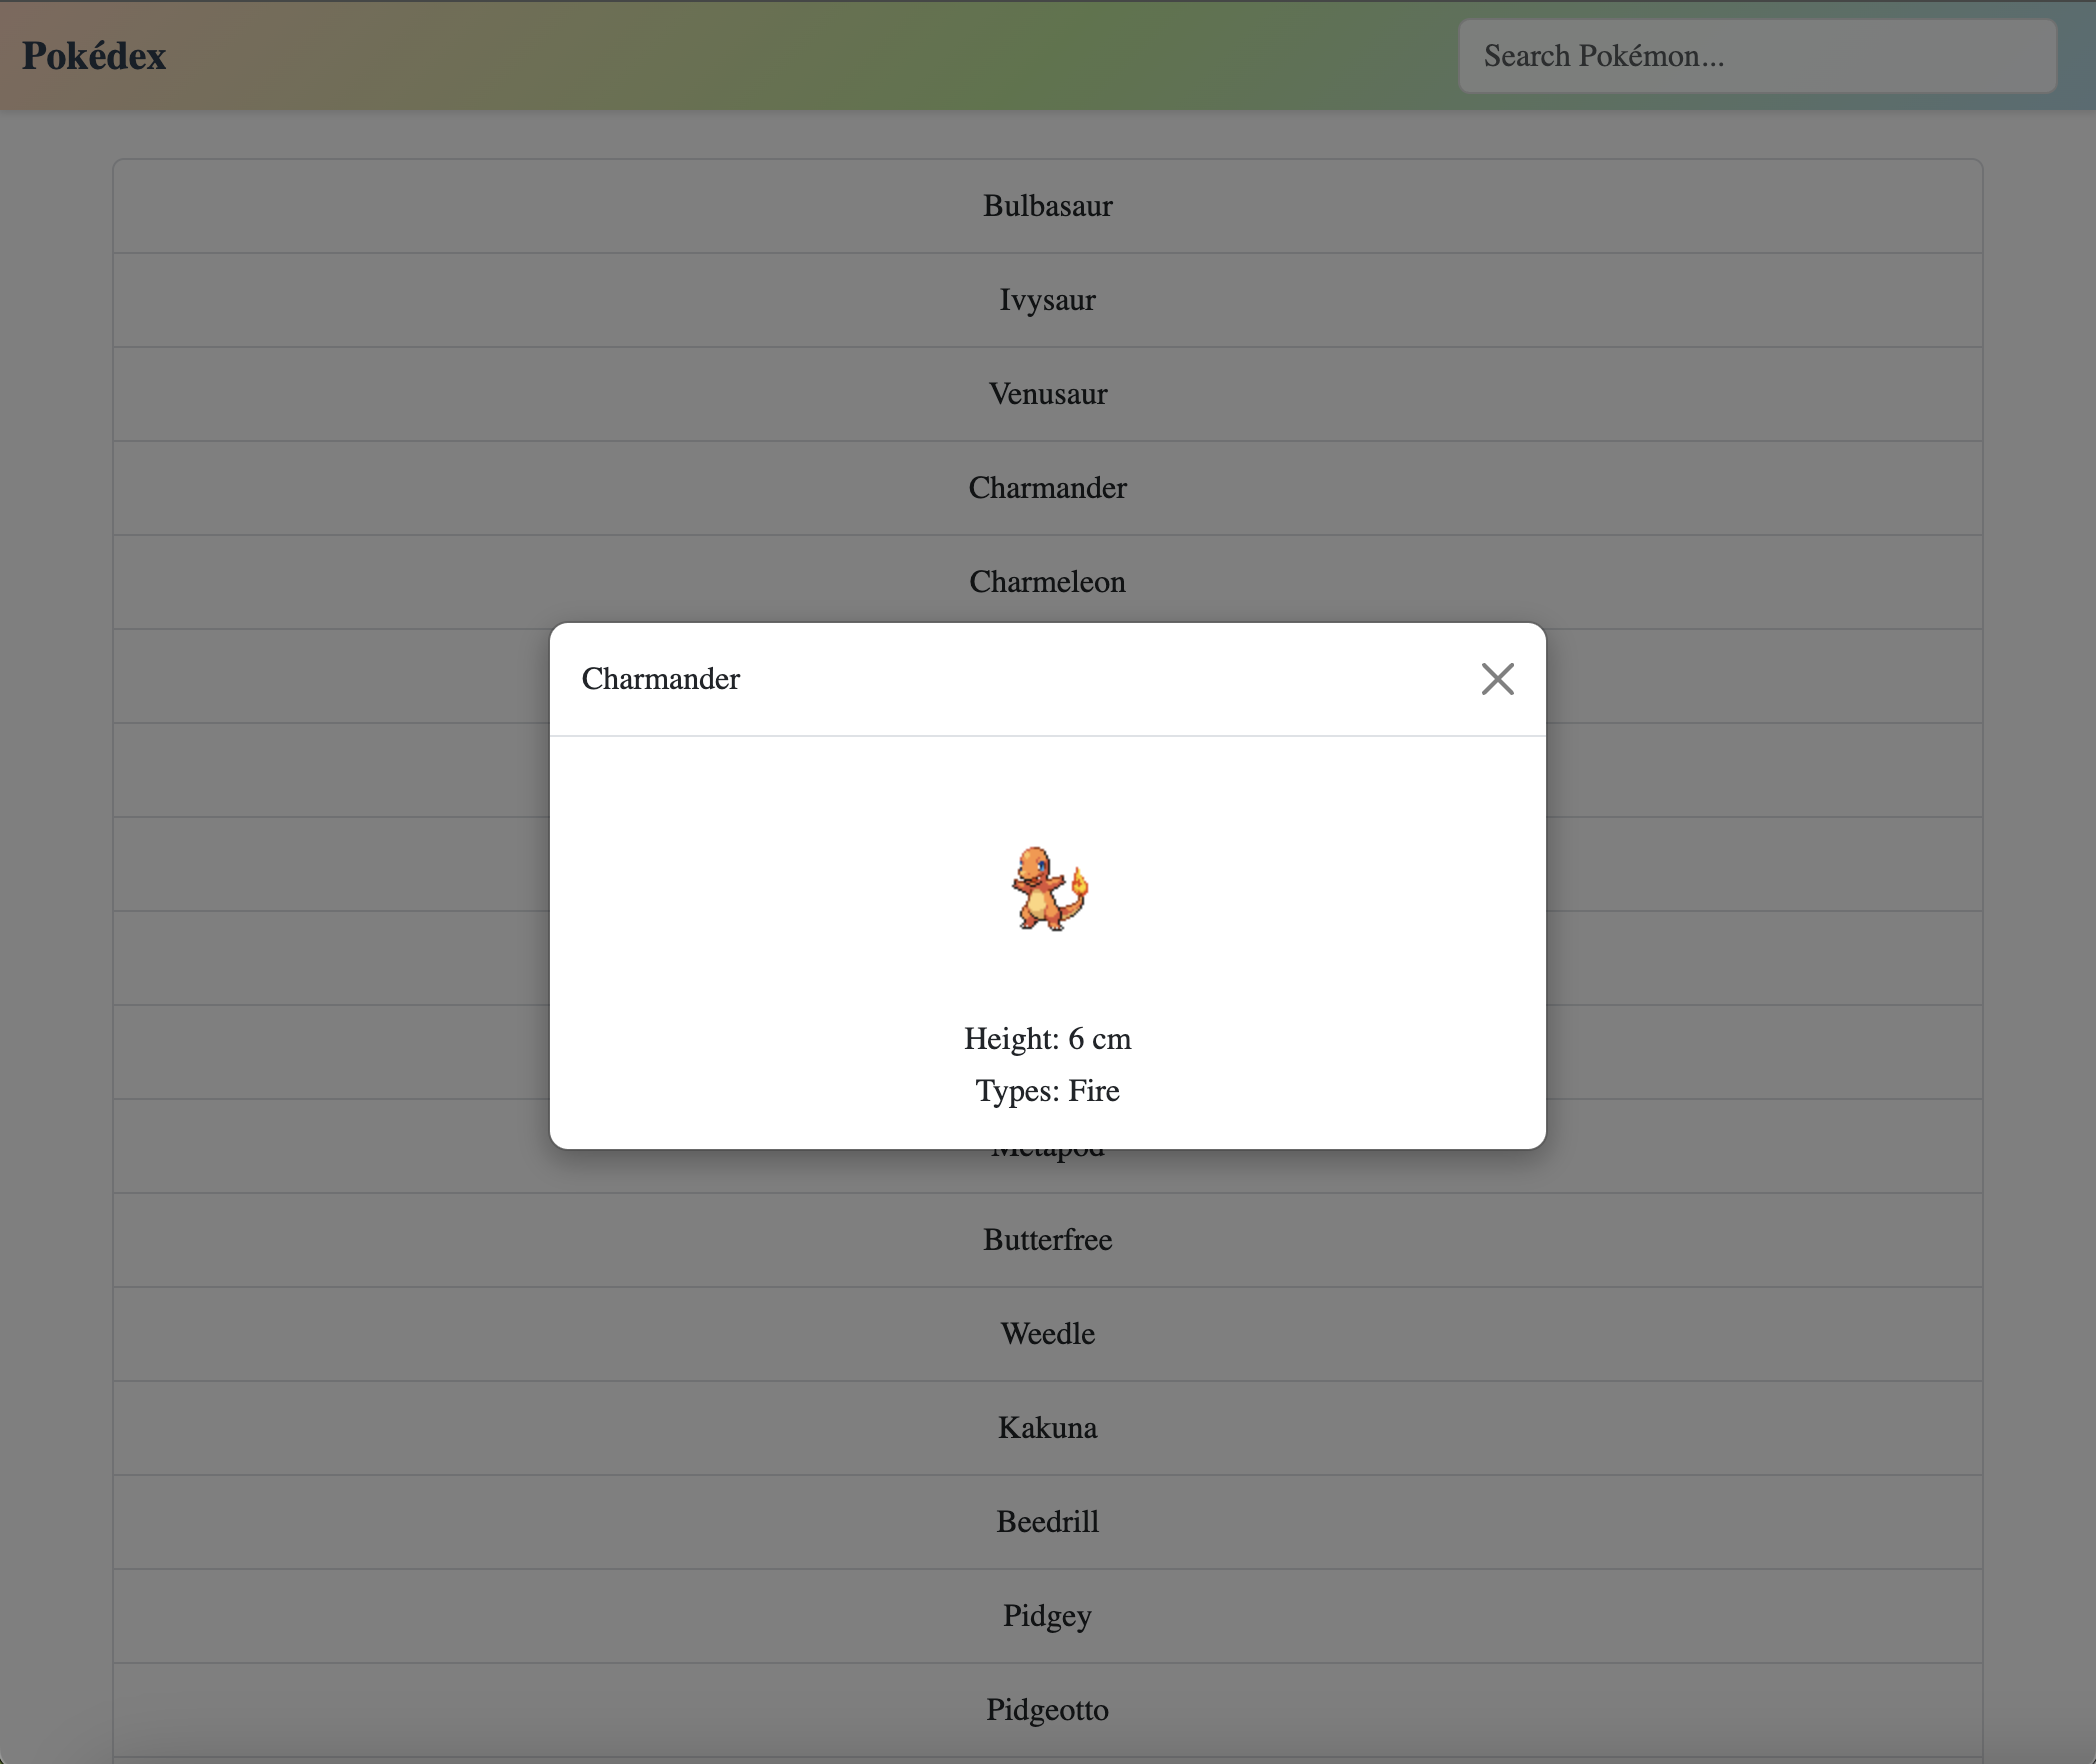 Pokédex
Search Pokémon...
Bulbasaur
Ivysaur
Venusaur
Charmander
Charmeleon
Charmander
Height: 6 cm
Types: Fire
Metapod
Butterfree
Weedle
Kakuna
Beedrill
Pidgey
Pidgeotto